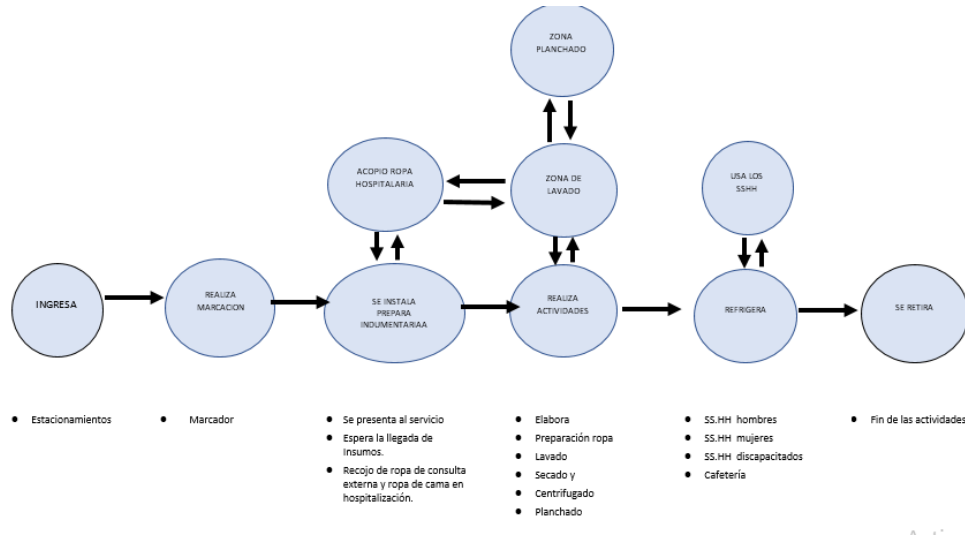 ZONA
PLANCHADO
ACOPIO ROPA
HOSPITALARIA
ZONA DE
LAVADO
USA LOS
SSHH
INGRESA
REALIZA
MARCACION
SE INSTALA
PREPARA
INDUMENTARIAA
REALIZA
ACTIVIDADES
REFRIGERA
SE RETIRA
● Estacionamientos
● Marcador
● Se presenta al servicio
● Espera la llegada de
Insumos.
● Recojo de ropa de consulta
externa y ropa de cama en
hospitalización.
● Elabora
● Preparación ropa
● Lavado
● Secado y
● Centrifugado
● Planchado
● SS.HH hombres
● SS.HH mujeres
● SS.HH discapacitados
● Cafetería
● Fin de las actividades